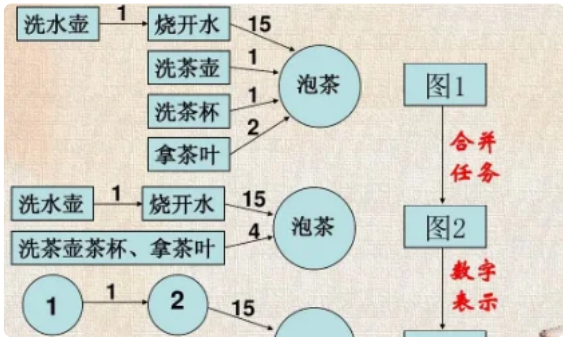 洗水壶 1 烧开水 15
洗茶壶 1
泡茶
图1
洗茶杯 1
拿茶叶 2
合并
任务
洗水壶 1 烧开水 15
泡茶
图2
洗茶壶茶杯、拿茶叶 4
数字
表示
1 1 2 15